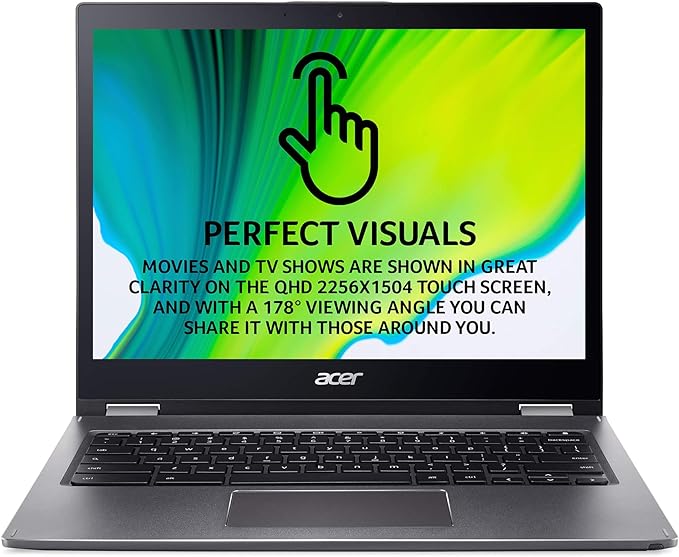 PERFECT VISUALS
MOVIES AND TV SHOWS ARE SHOWN IN GREAT
CLARITY ON THE QHD 2256X1504 TOUCH SCREEN,
AND WITH A 178° VIEWING ANGLE YOU CAN
SHARE IT WITH THOSE AROUND YOU.
acer
backspace